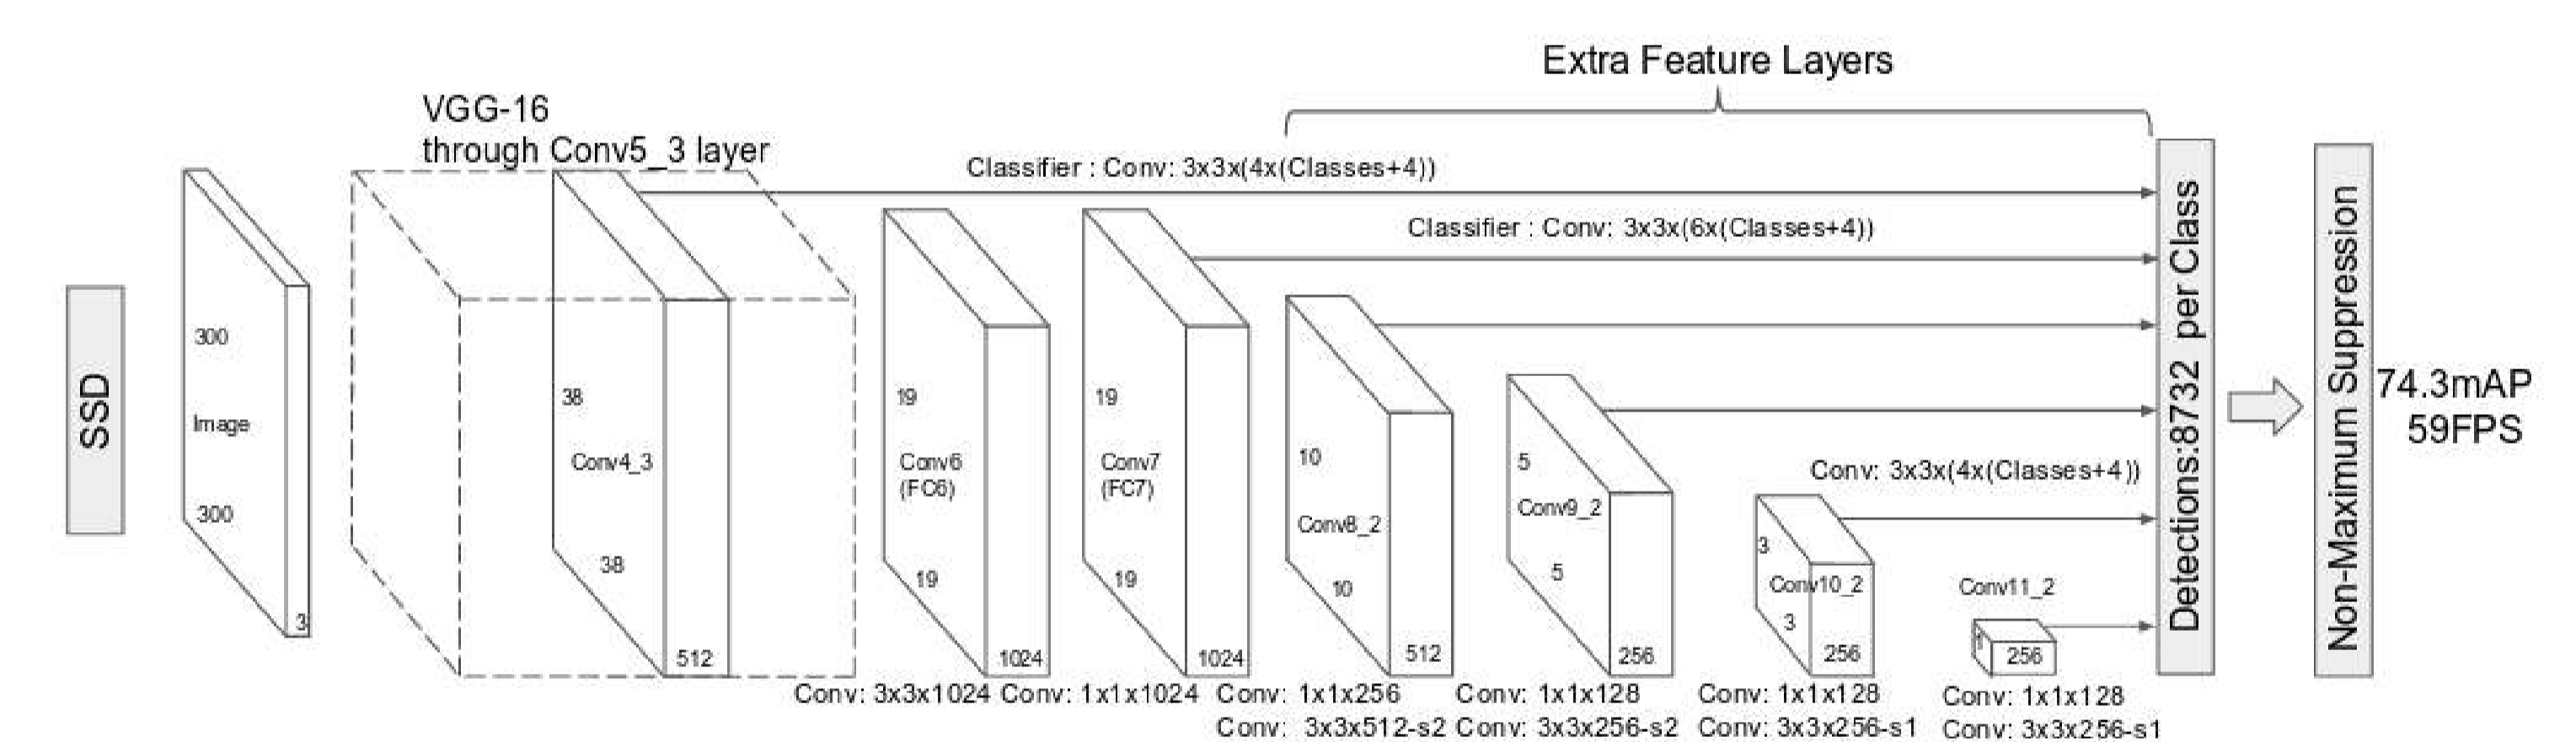 Extra Feature Layers
VGG-16
through Conv5_3 layer
Classifier : Conv: 3x3x(4x(Classes+4))
Classifier : Conv: 3x3x(6x(Classes+4))
SSD
300
Image
300
3
38
Conv4_3
38
512
19
Conv6
(FC6)
19
1024
19
Conv7
(FC7)
19
1024
10
Conv8_2
10
512
5
Conv9_2
5
256
Conv: 3x3x(4x(Classes+4))
3
Conv10_2
3
256
Conv11_2
1
256
Detections:8732 per Class
Non-Maximum Suppression
74.3mAP
59FPS
Conv: 3x3x1024
Conv: 1x1x1024
Conv: 1x1x256
Conv: 3x3x512-s2
Conv: 1x1x128
Conv: 3x3x256-s2
Conv: 1x1x128
Conv: 3x3x256-s1
Conv: 1x1x128
Conv: 3x3x256-s1